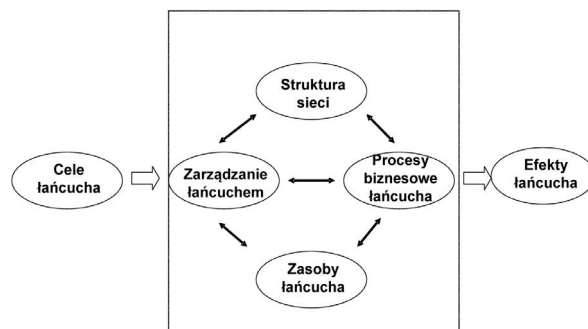 Struktura
sieci
Cele
łańcucha
Zarządzanie
łańcuchem
Procesy
biznesowe
łańcucha
Efekty
łańcucha
Zasoby
łańcucha